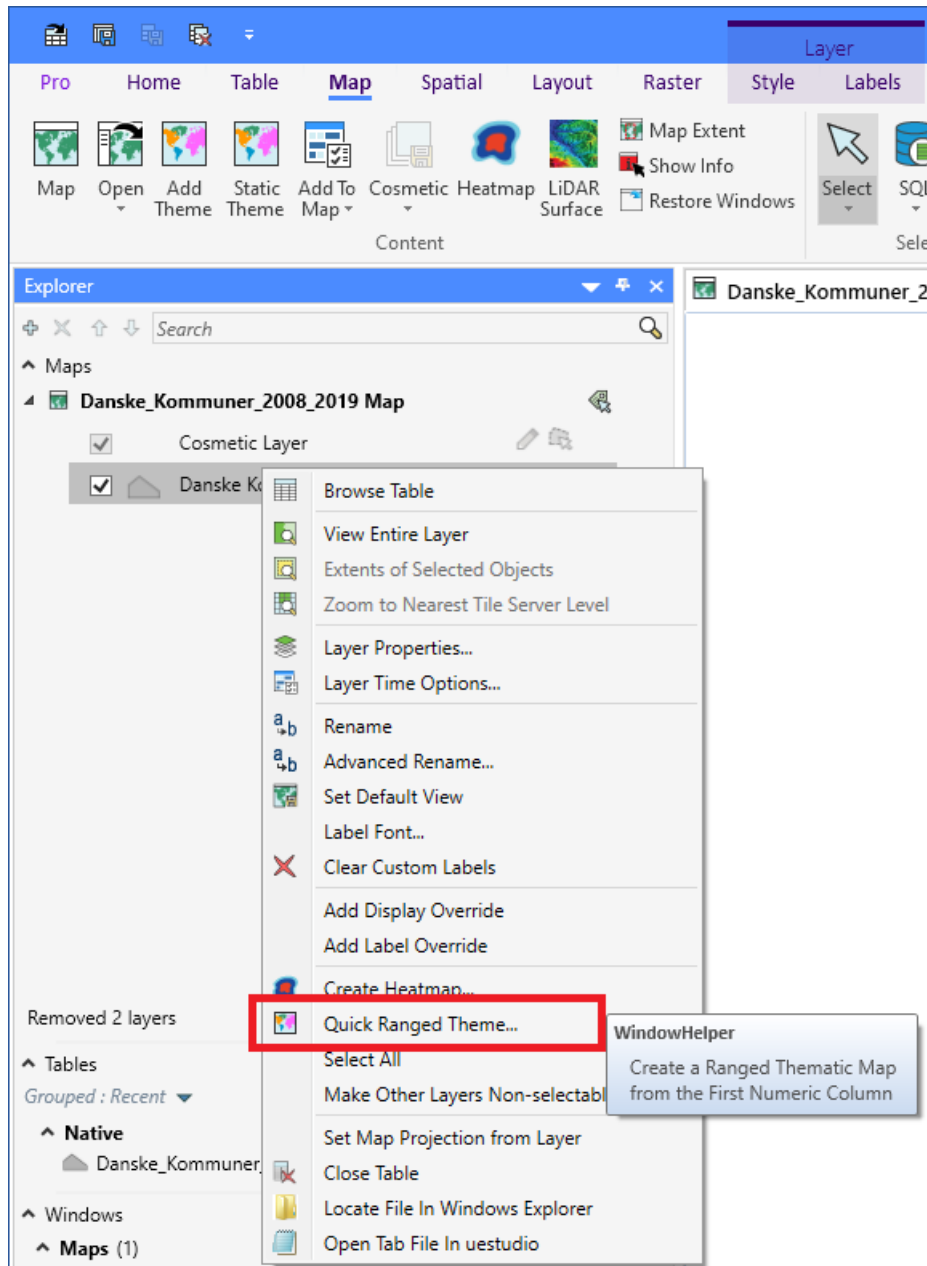 Layer
Pro Home Table Map Spatial Layout Raster Style Labels
Map Open Add Theme Static Theme Add To Map Cosmetic Heatmap LiDAR Surface
Map Extent
Show Info
Restore Windows
Select SQL
Content
Sele
Explorer
Danske_Kommuner_2
Search
Maps
Danske_Kommuner_2008_2019 Map
Cosmetic Layer
Danske Ko
Browse Table
View Entire Layer
Extents of Selected Objects
Zoom to Nearest Tile Server Level
Layer Properties...
Layer Time Options...
a b Rename
a b Advanced Rename...
Set Default View
Label Font...
Clear Custom Labels
Add Display Override
Add Label Override
Create Heatmap...
Quick Ranged Theme...
Select All
Make Other Layers Non-selectabl
Set Map Projection from Layer
Close Table
Locate File In Windows Explorer
Open Tab File In uestudio
WindowHelper
Create a Ranged Thematic Map
from the First Numeric Column
Removed 2 layers
Tables
Grouped : Recent
Native
Danske_Kommuner_
Windows
Maps (1)